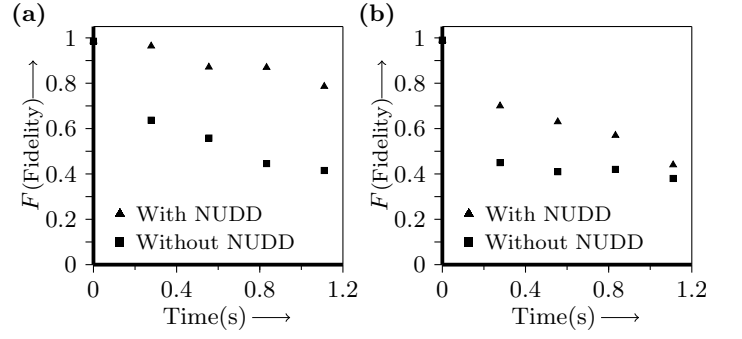 (a)
F(Fidelity)⟶
1
0.8
0.6
0.4
0.2
0
With NUDD
Without NUDD
0 0.4 0.8 1.2
Time(s) ⟶
(b)
F(Fidelity)⟶
1
0.8
0.6
0.4
0.2
0
With NUDD
Without NUDD
0 0.4 0.8 1.2
Time(s) ⟶